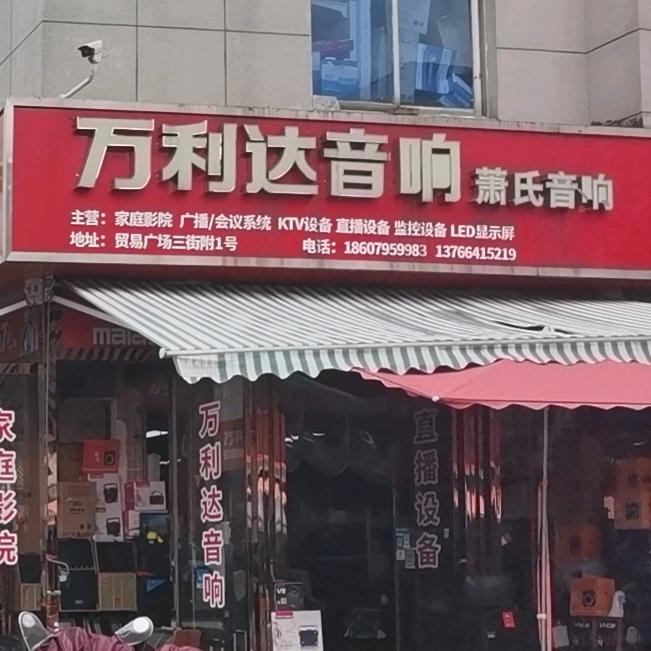 万利达音响 萧氏音响
主营：家庭影院 广播/会议系统 KTV设备 直播设备 监控设备 LED显示屏
地址：贸易广场三街附1号 电话：18607959983 13766415219
家庭影院
万利达音响
直播设备